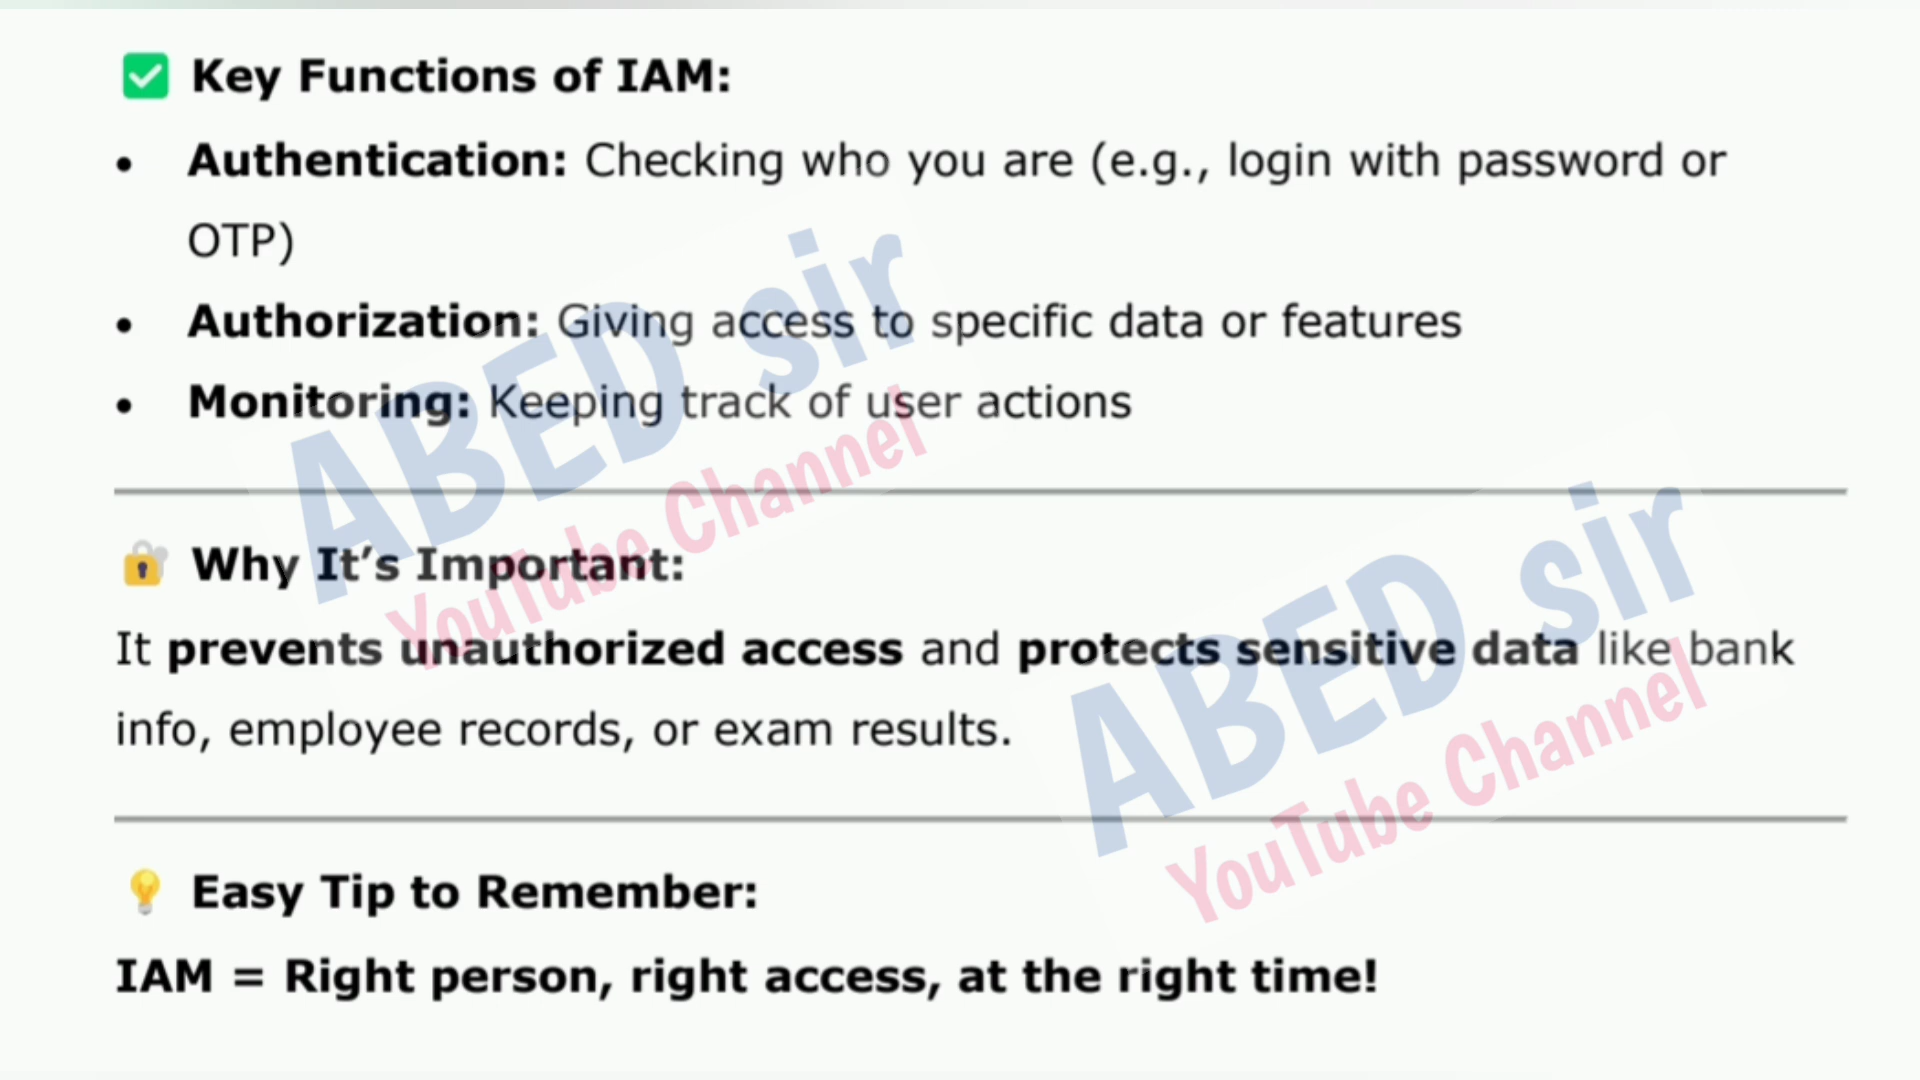 ✅ Key Functions of IAM:
• Authentication: Checking who you are (e.g., login with password or
OTP)
• Authorization: Giving access to specific data or features
• Monitoring: Keeping track of user actions
🔐 Why It’s Important:
It prevents unauthorized access and protects sensitive data like bank
info, employee records, or exam results.
💡 Easy Tip to Remember:
IAM = Right person, right access, at the right time!
ABED sir
YouTube Channel
ABED sir
YouTube Channel